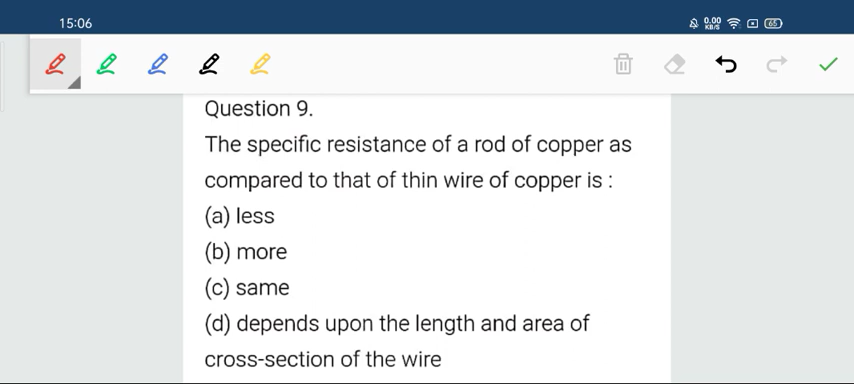 15:06
0.00
KB/S
65
Question 9.
The specific resistance of a rod of copper as
compared to that of thin wire of copper is :
(a) less
(b) more
(c) same
(d) depends upon the length and area of
cross-section of the wire